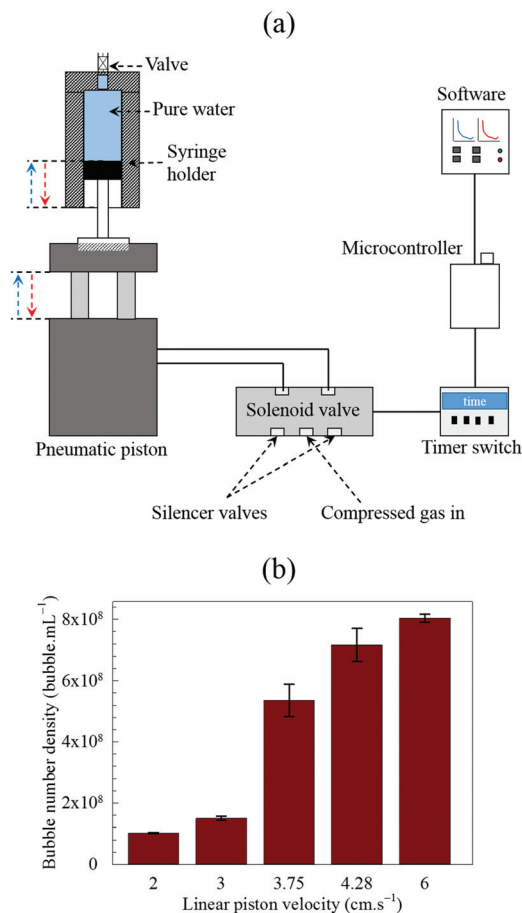 (a)
Valve
Pure water
Syringe
holder
Software
Microcontroller
time
Solenoid valve
Pneumatic piston
Timer switch
Silencer valves
Compressed gas in
(b)
Bubble number density (bubble.mL⁻¹)
8x10⁸
6x10⁸
4x10⁸
2x10⁸
0
2 3 3.75 4.28 6
Linear piston velocity (cm.s⁻¹)